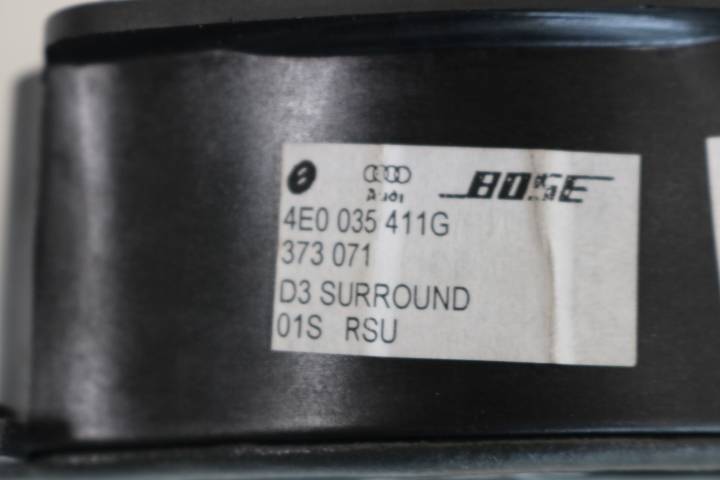 Audi BOSE
4E0 035 411G
373 071
D3 SURROUND
01S RSU